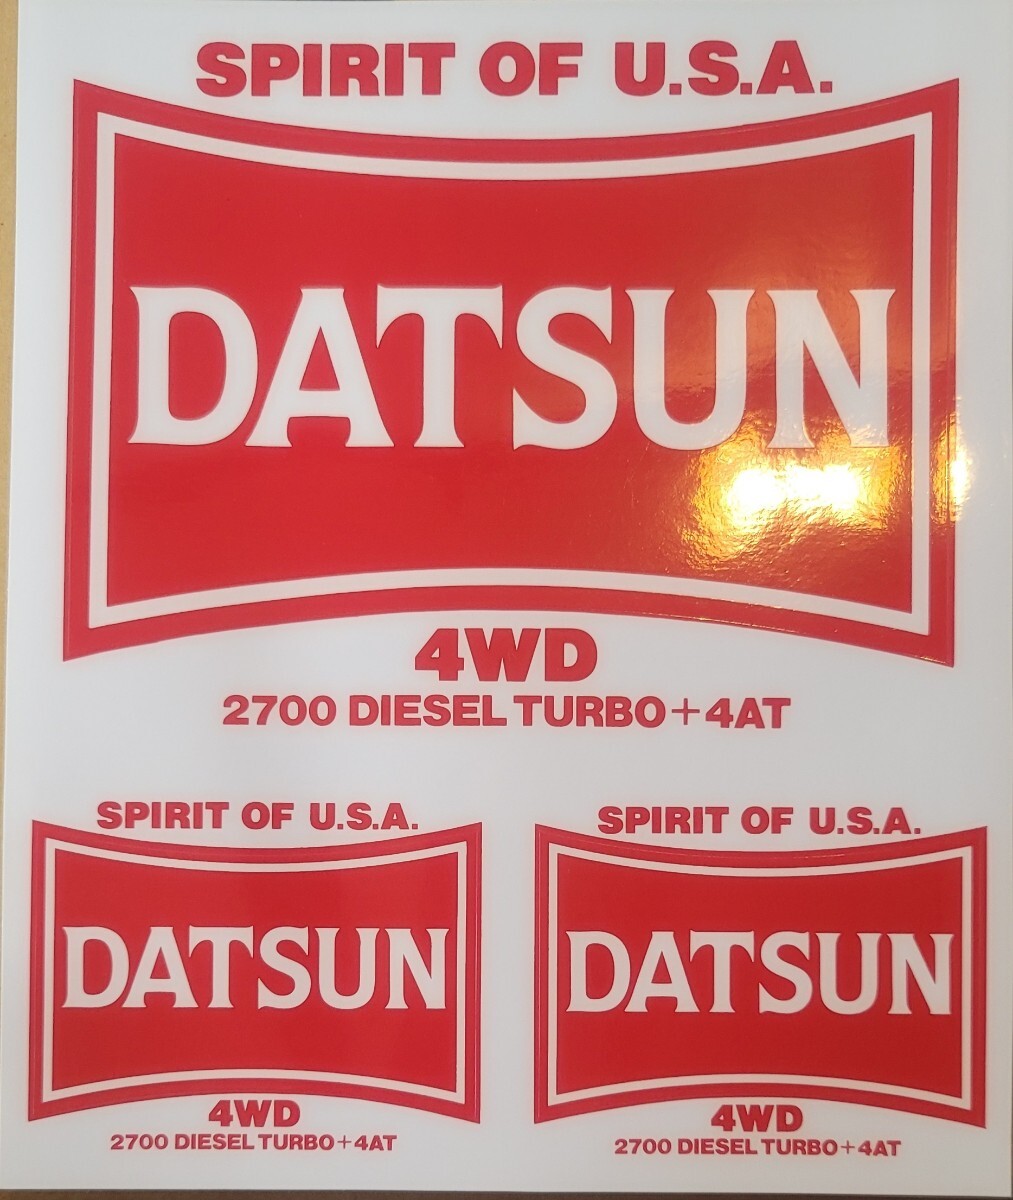 SPIRIT OF U.S.A.
DATSUN
4WD
2700 DIESEL TURBO+4AT
SPIRIT OF U.S.A.
DATSUN
4WD
2700 DIESEL TURBO+4AT
SPIRIT OF U.S.A.
DATSUN
4WD
2700 DIESEL TURBO+4AT